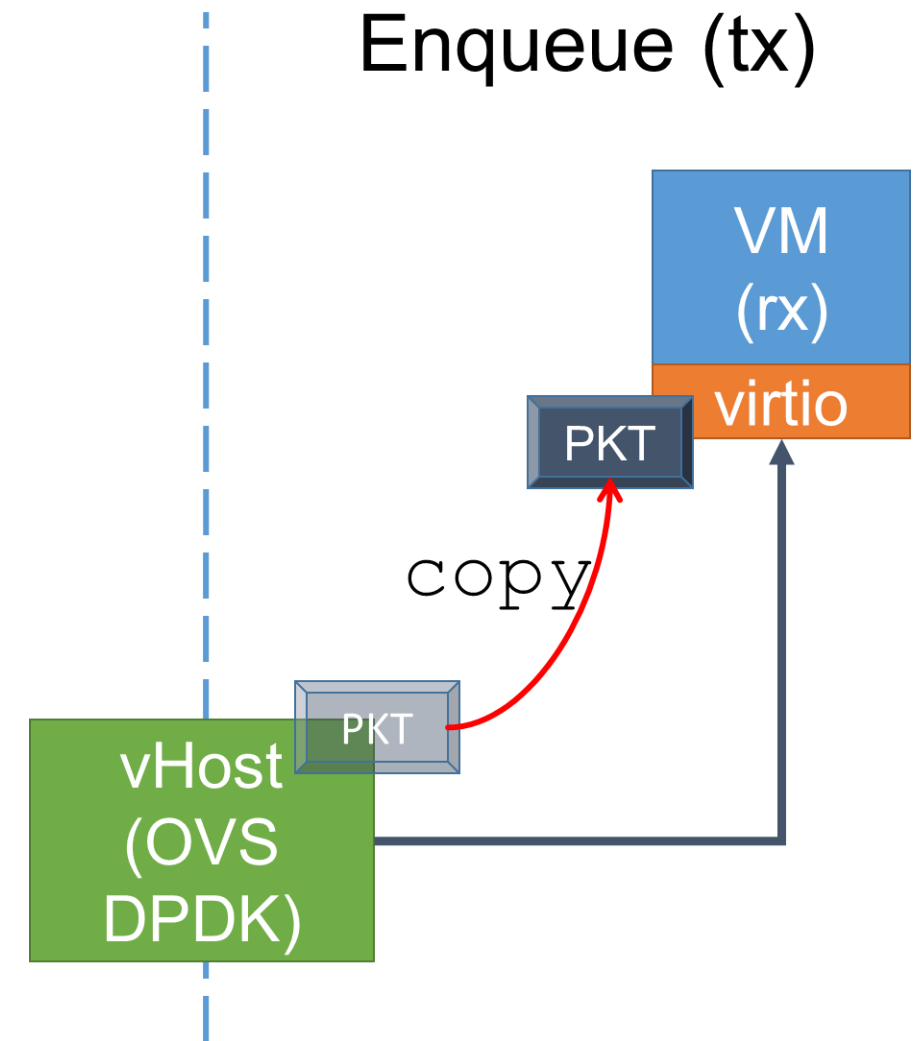 Enqueue (tx)
VM
(rx)
virtio
PKT
copy
PKT
vHost
(OVS
DPDK)